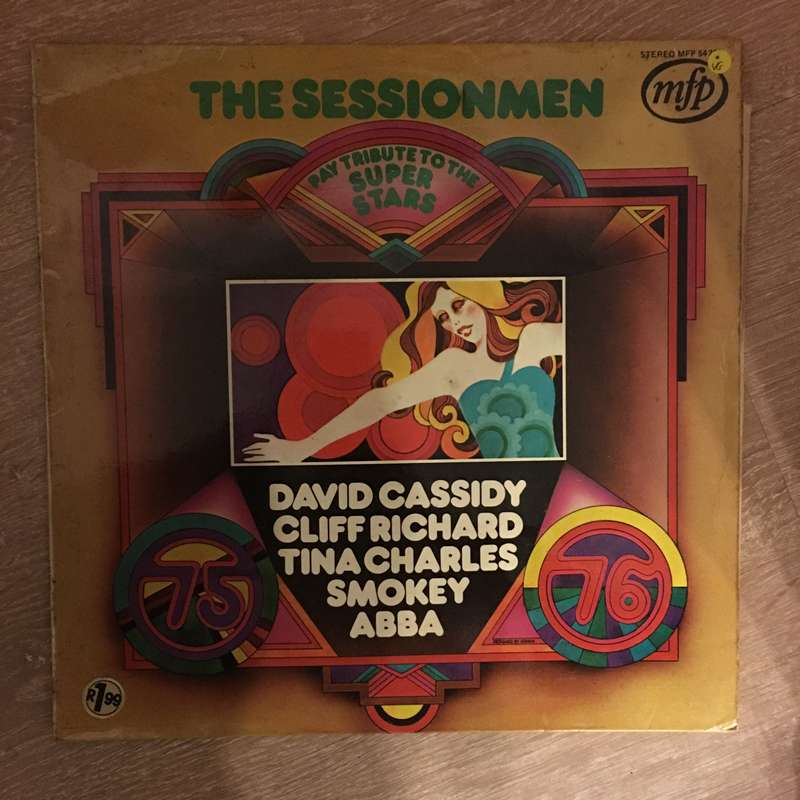 STEREO MFP
VG
mfp
THE SESSIONMEN
PAY TRIBUTE TO THE
SUPER
STARS
DAVID CASSIDY
CLIFF RICHARD
TINA CHARLES
SMOKEY
ABBA
75
76
R1.99